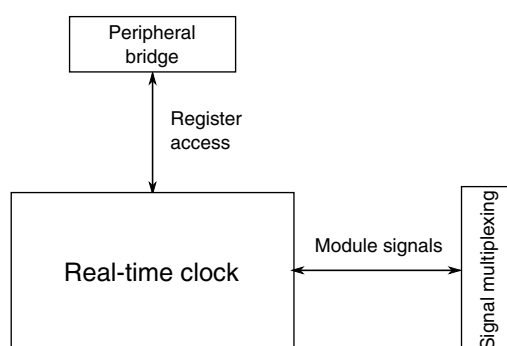 Peripheral
bridge
Register
access
Real-time clock
Module signals
Signal multiplexing